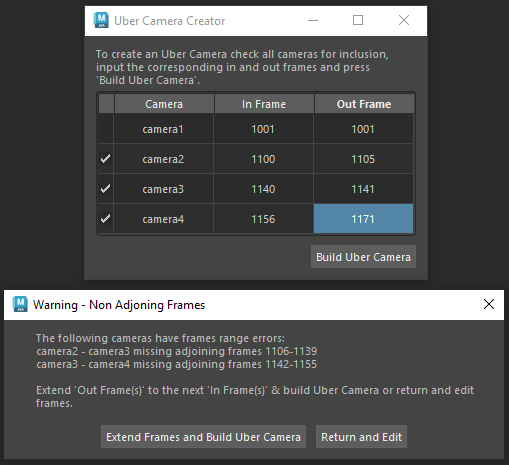 Uber Camera Creator
To create an Uber Camera check all cameras for inclusion,
input the corresponding in and out frames and press
'Build Uber Camera'.
Camera In Frame Out Frame
camera1 1001 1001
camera2 1100 1105
camera3 1140 1141
camera4 1156 1171
Build Uber Camera
Warning - Non Adjoning Frames
The following cameras have frames range errors:
camera2 - camera3 missing adjoining frames 1106-1139
camera3 - camera4 missing adjoining frames 1142-1155
Extend 'Out Frame(s)' to the next 'In Frame(s)' & build Uber Camera or return and edit
frames.
Extend Frames and Build Uber Camera Return and Edit